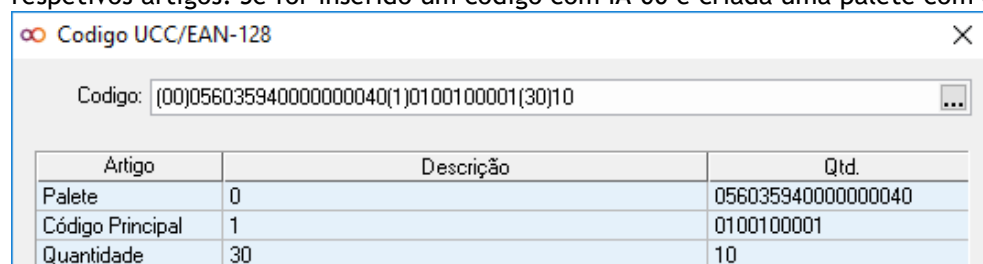 respetivos artigos. Se for inserido um código com IA 00 é criada uma palete com
Codigo UCC/EAN-128
Codigo: (00)056035940000000040(1)0100100001(30)10 ...
Artigo Descrição Qtd.
Palete 0 056035940000000040
Código Principal 1 0100100001
Quantidade 30 10